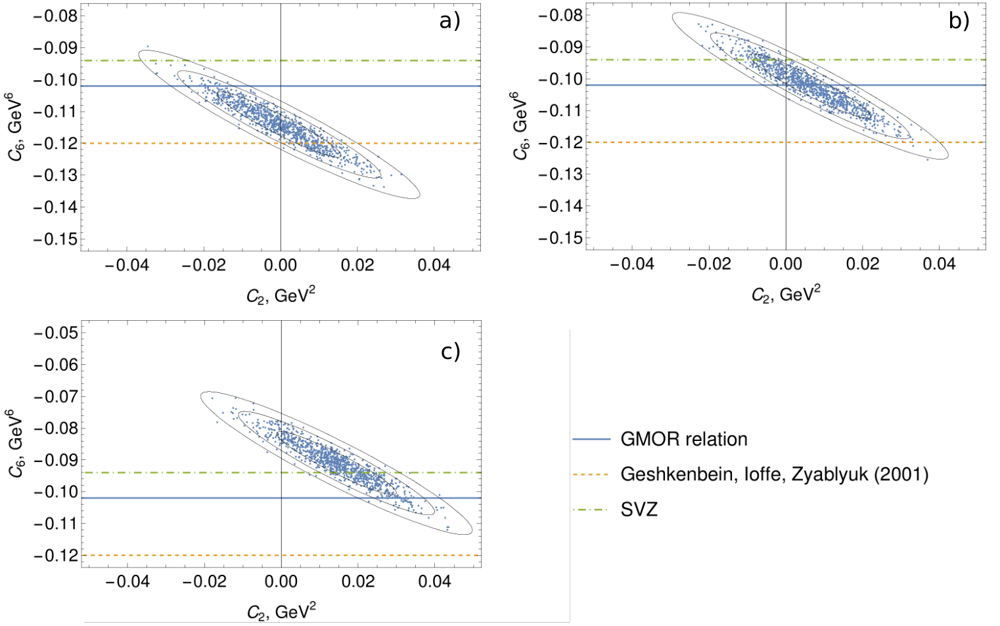 a)
−0.08
−0.09
−0.10
−0.11
−0.12
−0.13
−0.14
−0.15
C₆, GeV⁶
−0.04 −0.02 0.00 0.02 0.04
C₂, GeV²
b)
−0.08
−0.09
−0.10
−0.11
−0.12
−0.13
−0.14
−0.15
C₆, GeV⁶
−0.04 −0.02 0.00 0.02 0.04
C₂, GeV²
c)
−0.05
−0.06
−0.07
−0.08
−0.09
−0.10
−0.11
−0.12
C₆, GeV⁶
−0.04 −0.02 0.00 0.02 0.04
C₂, GeV²
GMOR relation
Geshkenbein, Ioffe, Zyablyuk (2001)
SVZ